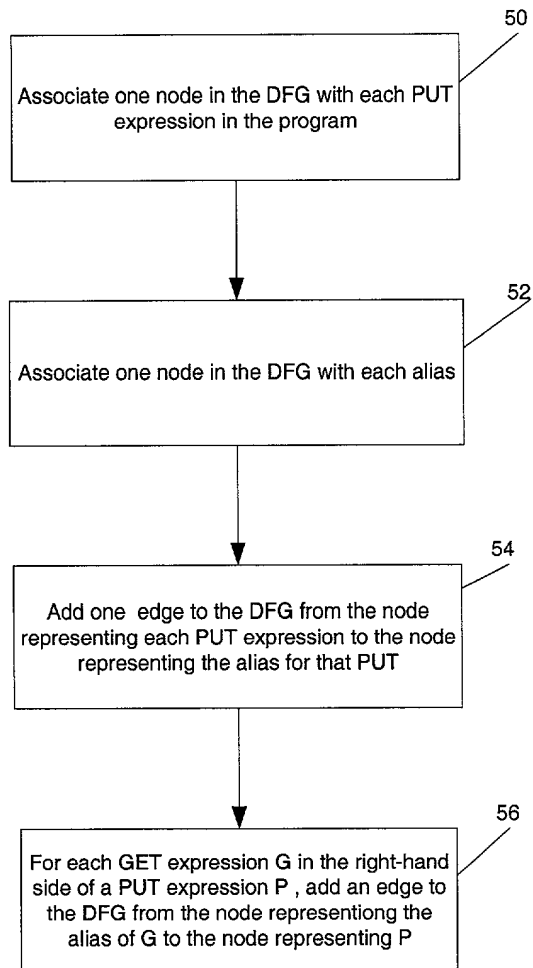 50
Associate one node in the DFG with each PUT
expression in the program
52
Associate one node in the DFG with each alias
54
Add one edge to the DFG from the node
representing each PUT expression to the node
representing the alias for that PUT
56
For each GET expression G in the right-hand
side of a PUT expression P , add an edge to
the DFG from the node representiong the
alias of G to the node representing P